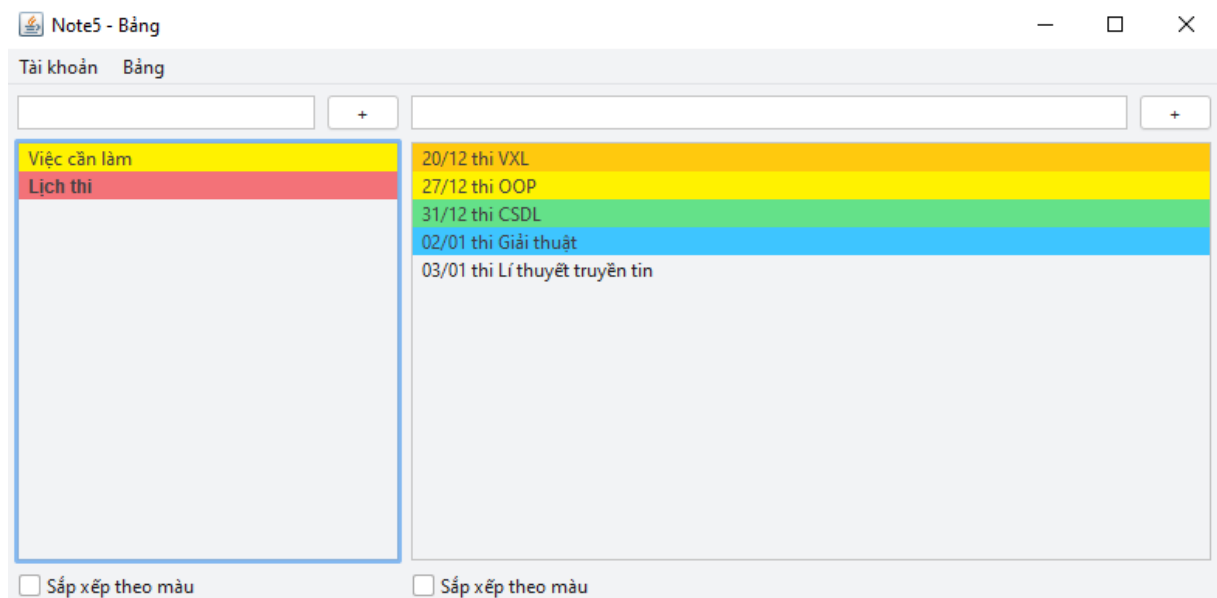 Note5 - Bảng
Tài khoản Bảng
+ +
Việc cần làm
Lịch thi
20/12 thi VXL
27/12 thi OOP
31/12 thi CSDL
02/01 thi Giải thuật
03/01 thi Lí thuyết truyền tin
Sắp xếp theo màu Sắp xếp theo màu